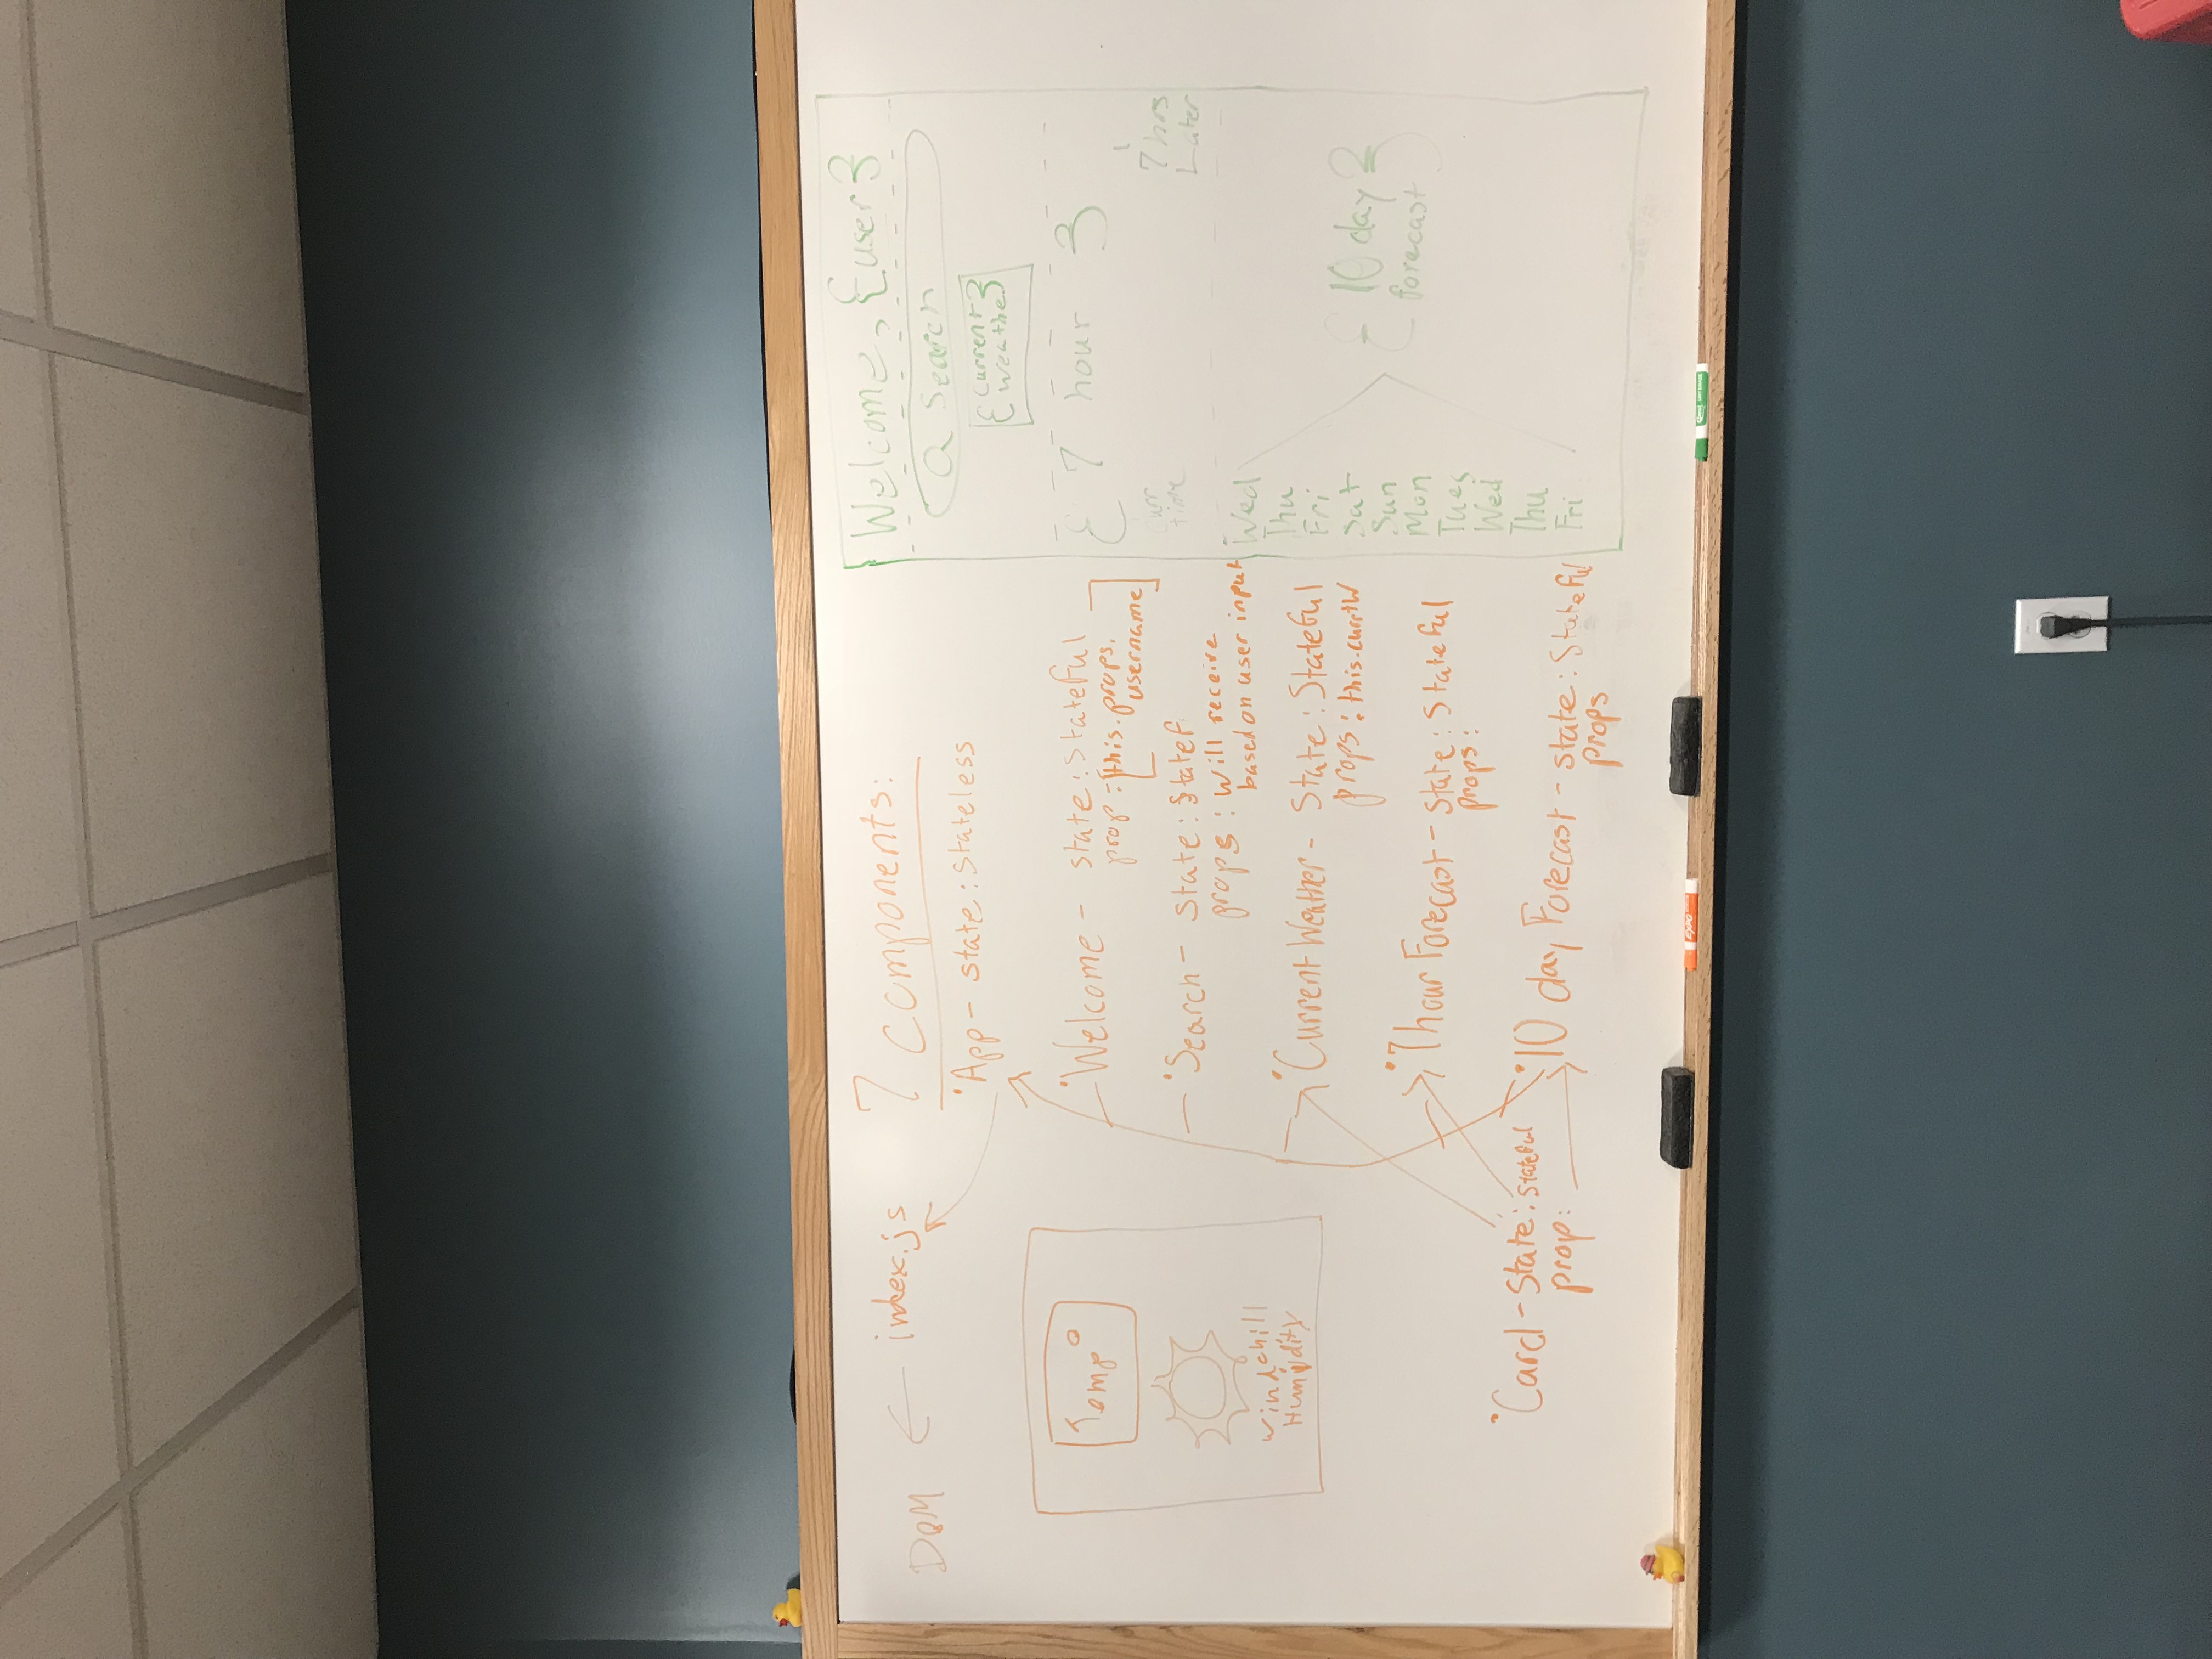 DOM
index.js
7 Components:
•App - state: Stateless
•Welcome - state: Stateful
prop = [this.props.
username]
•Search - state: Statef
props: will receive
based on user input
•Current Weather - State: Stateful
props: this.currtW
•7hour Forecast - state: Stateful
props:
•10 day Forecast - state: Stateful
props
•Card - state: Stateful
prop:
Temp°
windchill
Humidity
Welcome, {user}
Search
{Current
Weathe}
{ 7 hour }
Curr
time
7 hrs
Later
Wed
Thu
Fri
Sat
Sun
Mon
Tues
Wed
Thu
Fri
{ 10 day }
forecast
EXPO